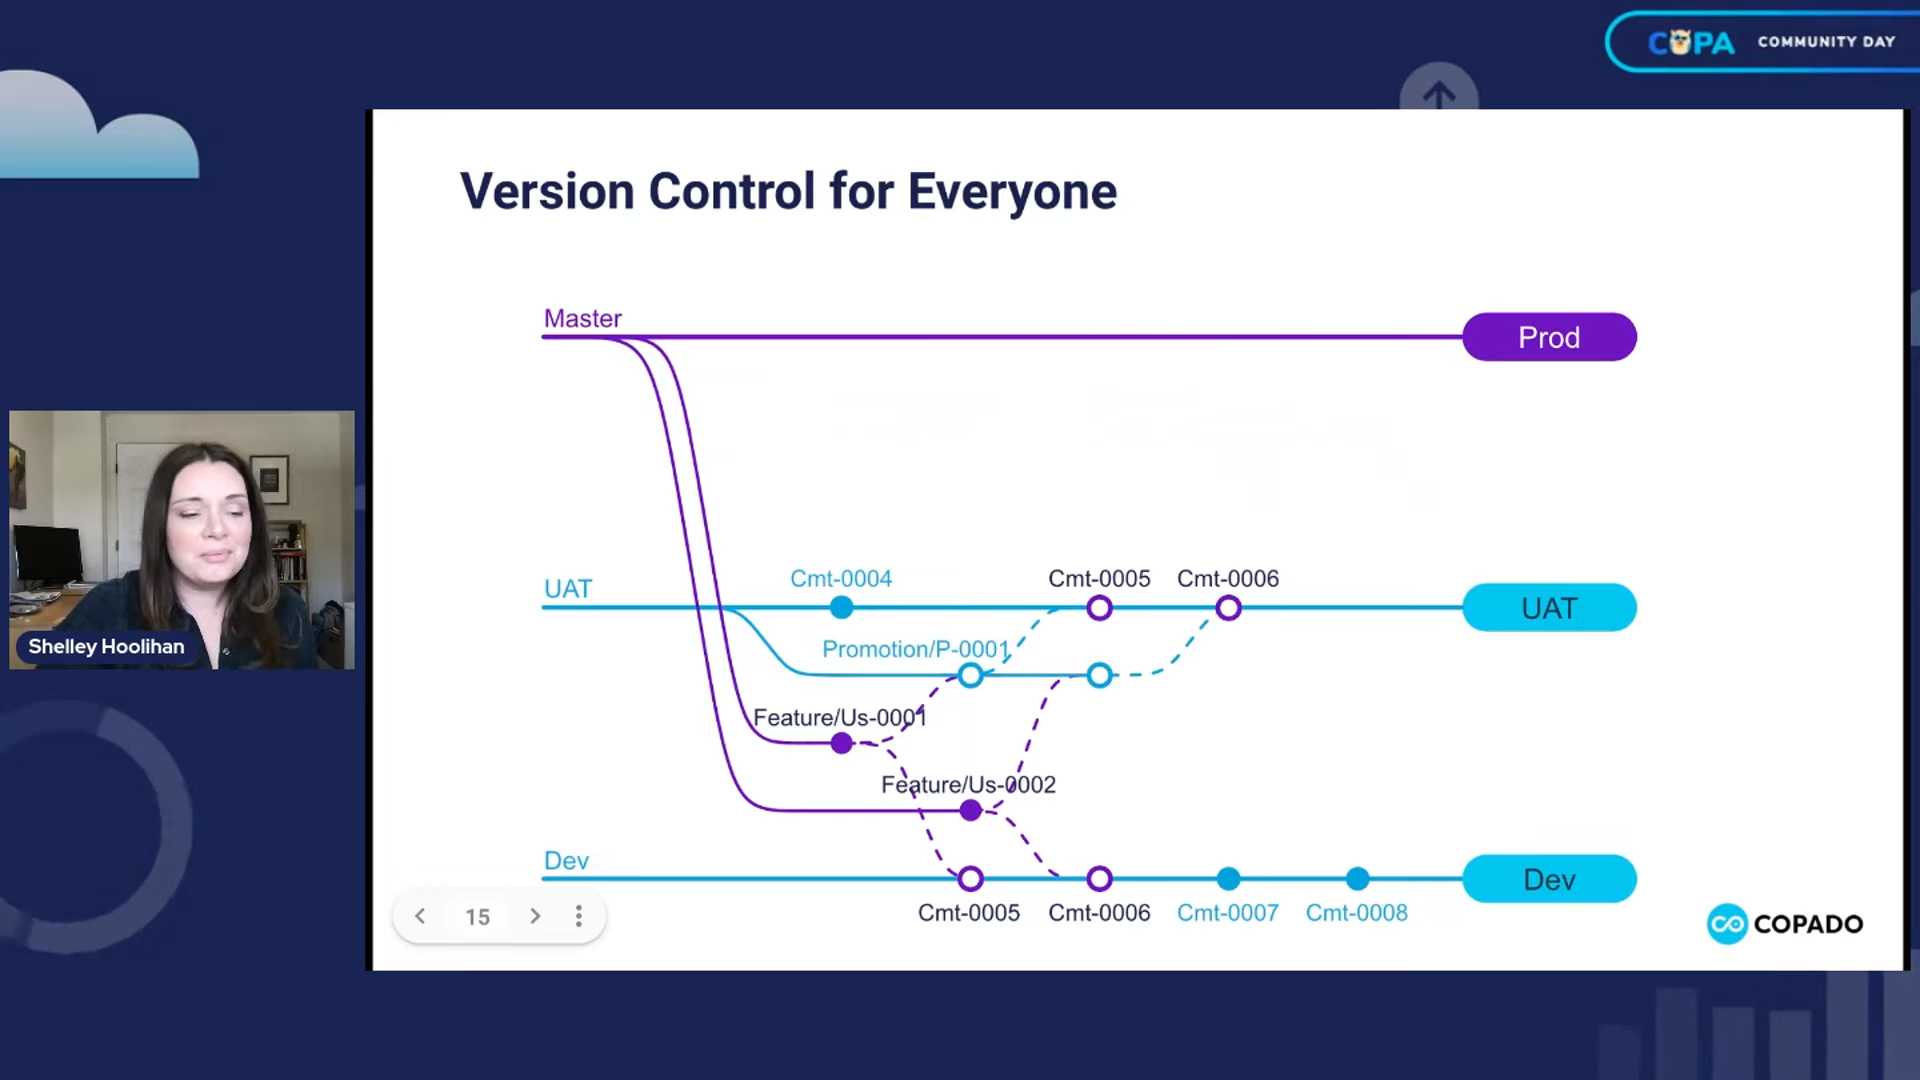 COPA COMMUNITY DAY
Version Control for Everyone
Master
Prod
UAT
Cmt-0004
Cmt-0005
Cmt-0006
UAT
Promotion/P-0001
Feature/Us-0001
Feature/Us-0002
Dev
Dev
Cmt-0005
Cmt-0006
Cmt-0007
Cmt-0008
15
CO COPADO
Shelley Hoolihan